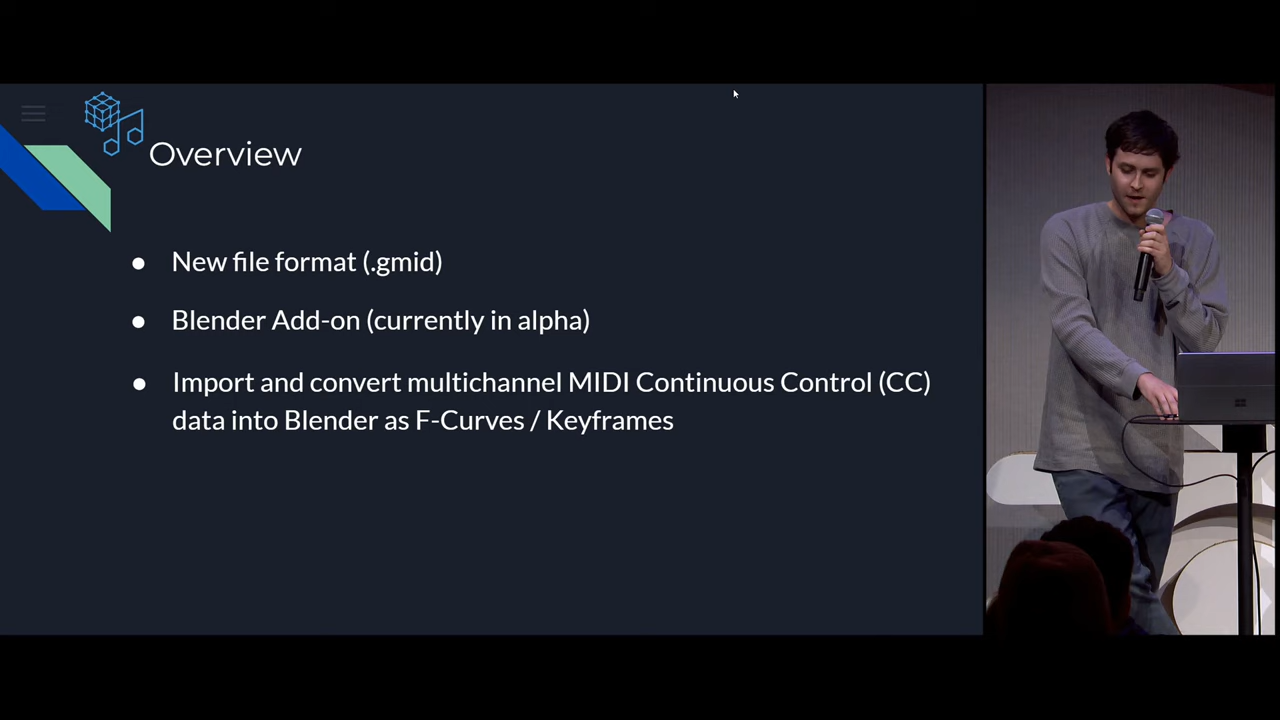 Overview
New file format (.gmid)
Blender Add-on (currently in alpha)
Import and convert multichannel MIDI Continuous Control (CC)
data into Blender as F-Curves / Keyframes